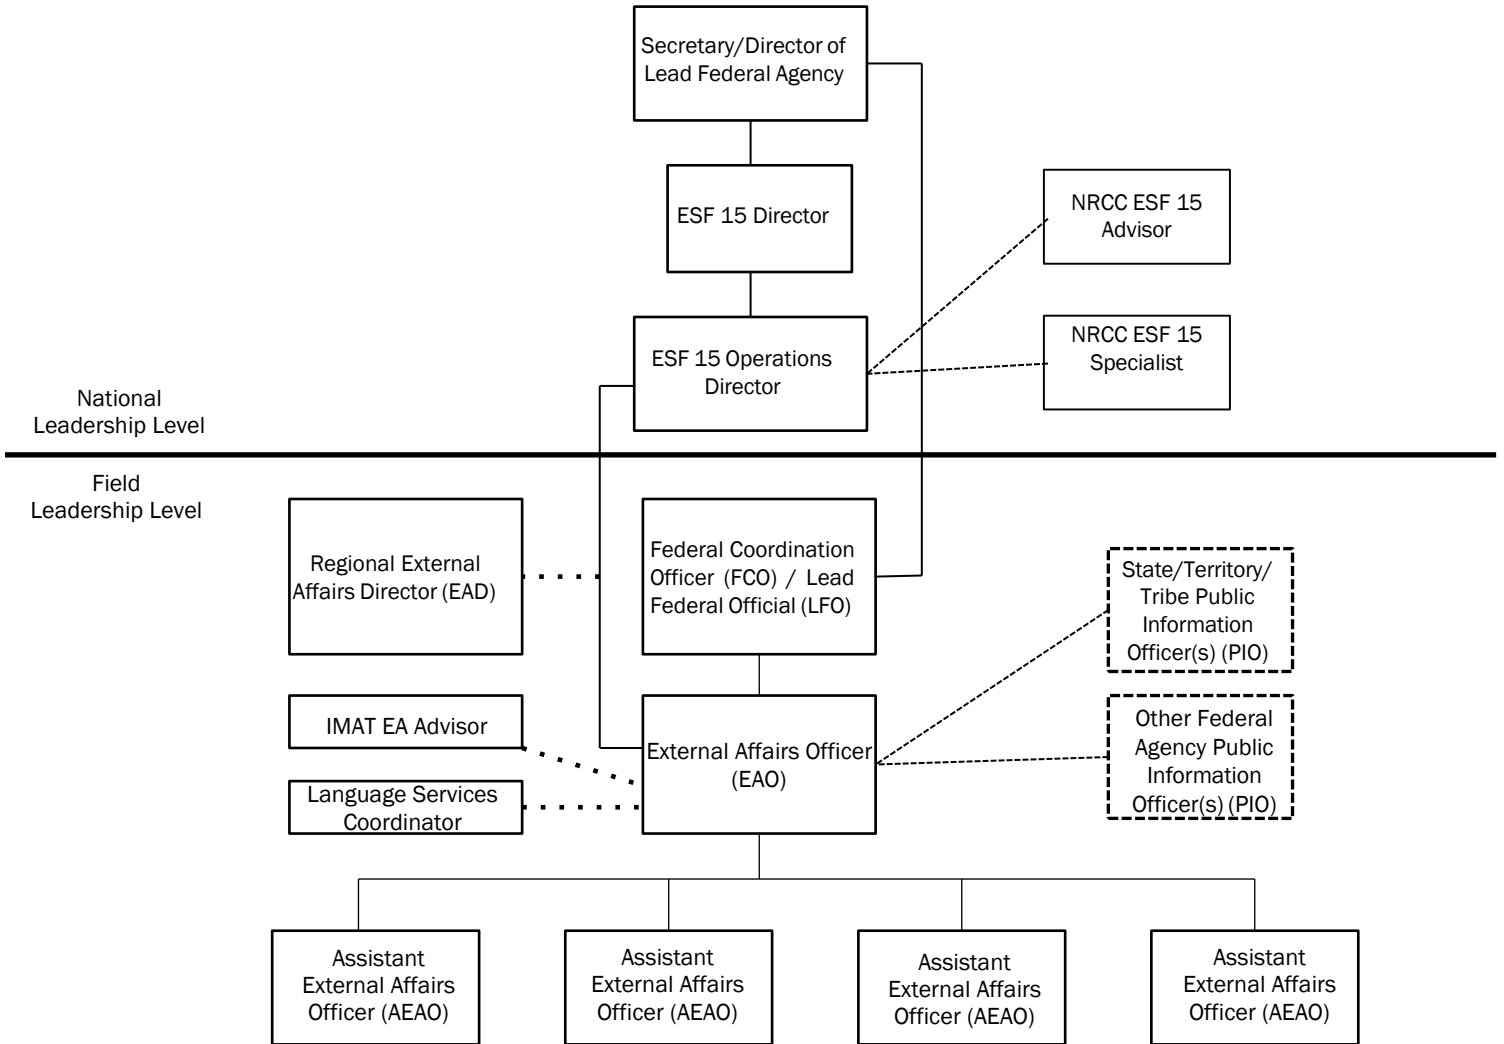 Secretary/Director of
Lead Federal Agency
ESF 15 Director
NRCC ESF 15
Advisor
ESF 15 Operations
Director
NRCC ESF 15
Specialist
National
Leadership Level
Field
Leadership Level
Regional External
Affairs Director (EAD)
Federal Coordination
Officer (FCO) / Lead
Federal Official (LFO)
State/Territory/
Tribe Public
Information
Officer(s) (PIO)
IMAT EA Advisor
Language Services
Coordinator
External Affairs Officer
(EAO)
Other Federal
Agency Public
Information
Officer(s) (PIO)
Assistant
External Affairs
Officer (AEAO)
Assistant
External Affairs
Officer (AEAO)
Assistant
External Affairs
Officer (AEAO)
Assistant
External Affairs
Officer (AEAO)